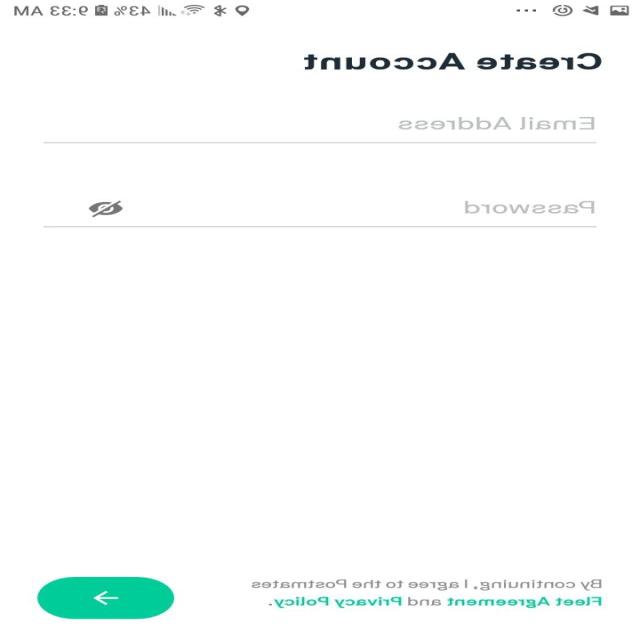 43% 9:33 AM
Create Account
Email Address
Password
By continuing, I agree to the Postmates
Fleet Agreement and Privacy Policy.